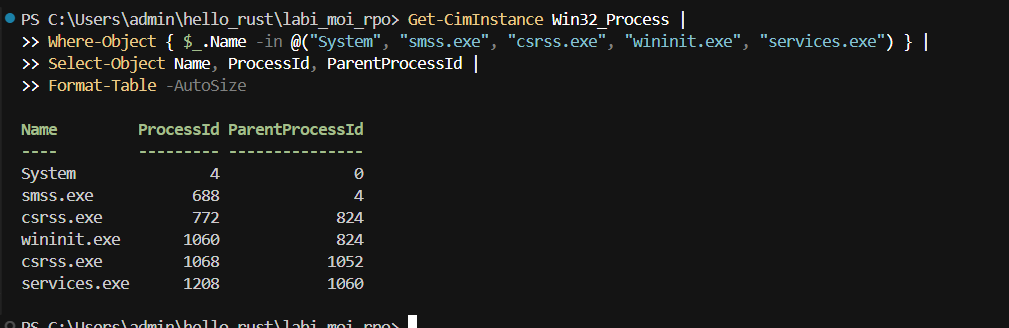 PS C:\Users\admin\hello_rust\labi_moi_rpo> Get-CimInstance Win32_Process |
>> Where-Object { $_.Name -in @("System", "smss.exe", "csrss.exe", "wininit.exe", "services.exe") } |
>> Select-Object Name, ProcessId, ParentProcessId |
>> Format-Table -AutoSize
Name ProcessId ParentProcessId
---- --------- ---------------
System 4 0
smss.exe 688 4
csrss.exe 772 824
wininit.exe 1060 824
csrss.exe 1068 1052
services.exe 1208 1060
PS C:\Users\admin\hello_rust\labi_moi_rpo>